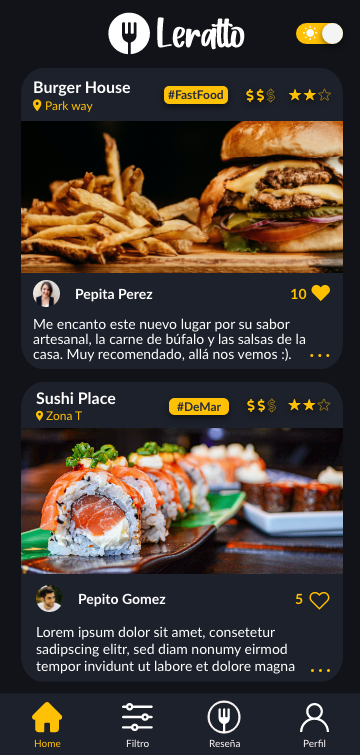 Leratto
Burger House
Park way
#FastFood
$$$
Pepita Perez
10
Me encanto este nuevo lugar por su sabor
artesanal, la carne de búfalo y las salsas de la
casa. Muy recomendado, allá nos vemos :).
...
Sushi Place
Zona T
#DeMar
$$$
Pepito Gomez
5
Lorem ipsum dolor sit amet, consetetur
sadipscing elitr, sed diam nonumy eirmod
tempor invidunt ut labore et dolore magna
...
Home
Filtro
Reseña
Perfil